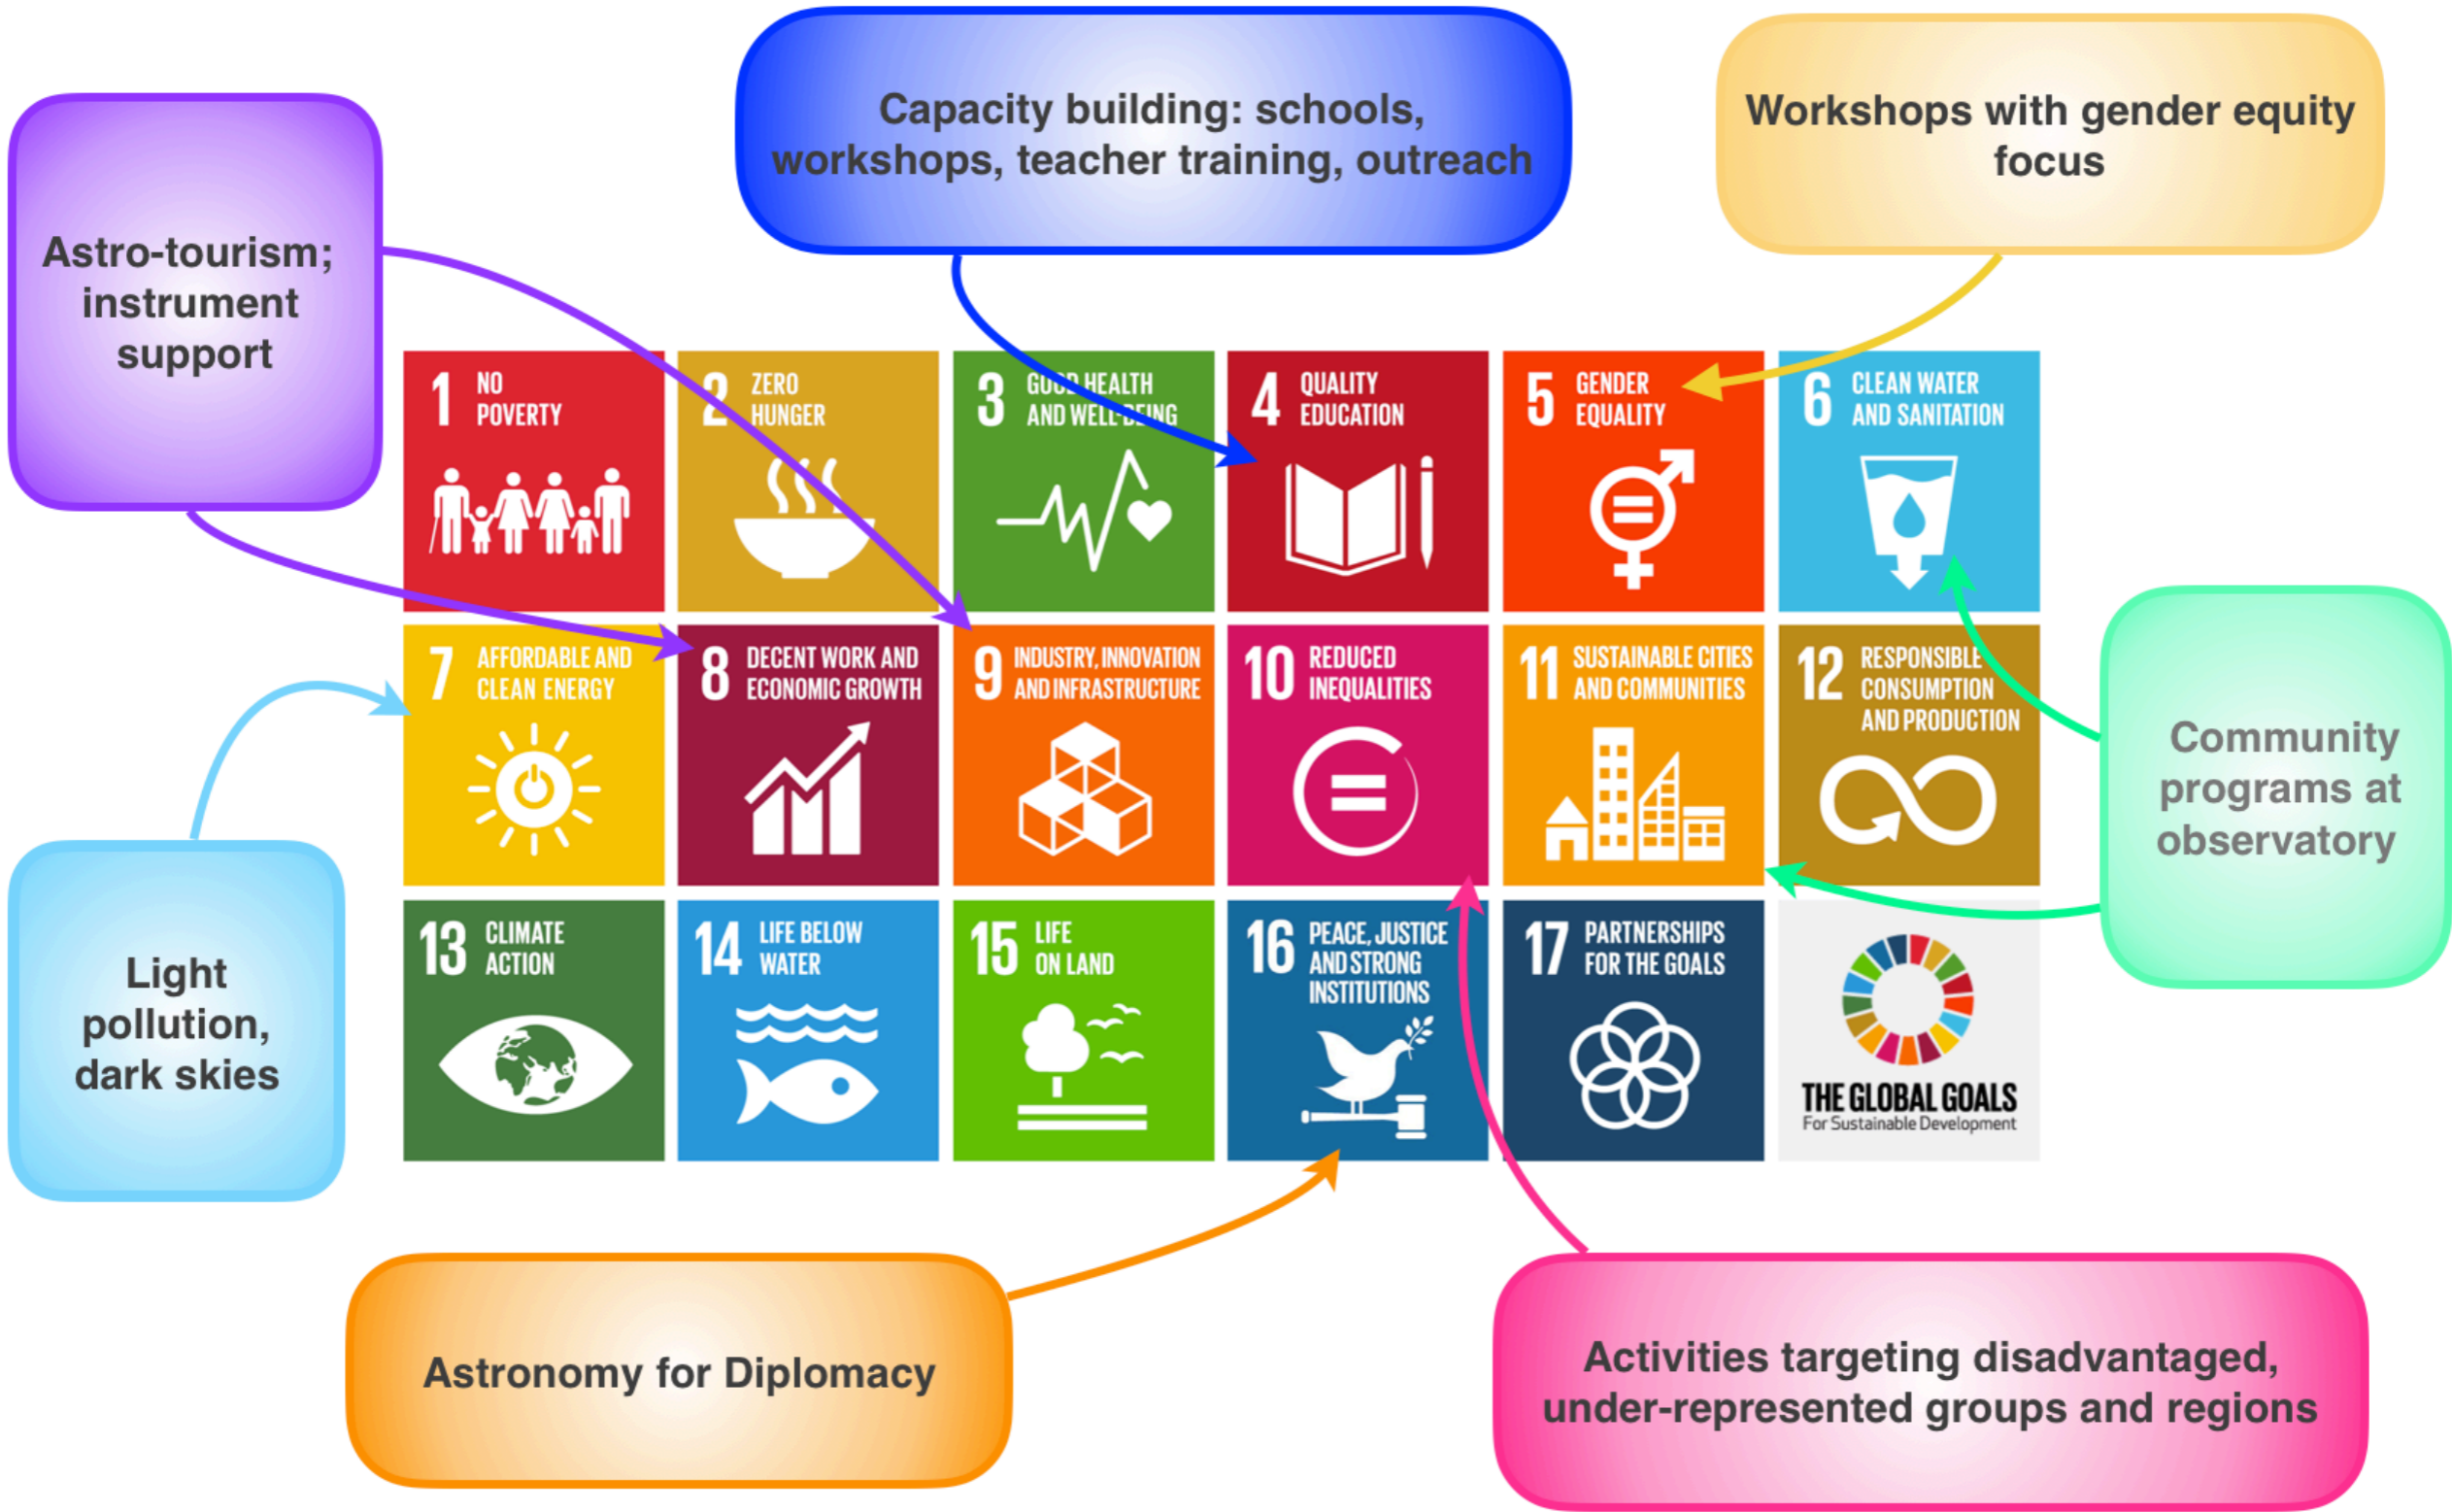 Capacity building: schools,
workshops, teacher training, outreach
Workshops with gender equity
focus
Astro-tourism;
instrument
support
1 NO
POVERTY
2 ZERO
HUNGER
3 GOOD HEALTH
AND WELL-BEING
4 QUALITY
EDUCATION
5 GENDER
EQUALITY
6 CLEAN WATER
AND SANITATION
7 AFFORDABLE AND
CLEAN ENERGY
8 DECENT WORK AND
ECONOMIC GROWTH
9 INDUSTRY, INNOVATION
AND INFRASTRUCTURE
10 REDUCED
INEQUALITIES
11 SUSTAINABLE CITIES
AND COMMUNITIES
12 RESPONSIBLE
CONSUMPTION
AND PRODUCTION
Community
programs at
observatory
Light
pollution,
dark skies
13 CLIMATE
ACTION
14 LIFE BELOW
WATER
15 LIFE
ON LAND
16 PEACE, JUSTICE
AND STRONG
INSTITUTIONS
17 PARTNERSHIPS
FOR THE GOALS
THE GLOBAL GOALS
For Sustainable Development
Astronomy for Diplomacy
Activities targeting disadvantaged,
under-represented groups and regions